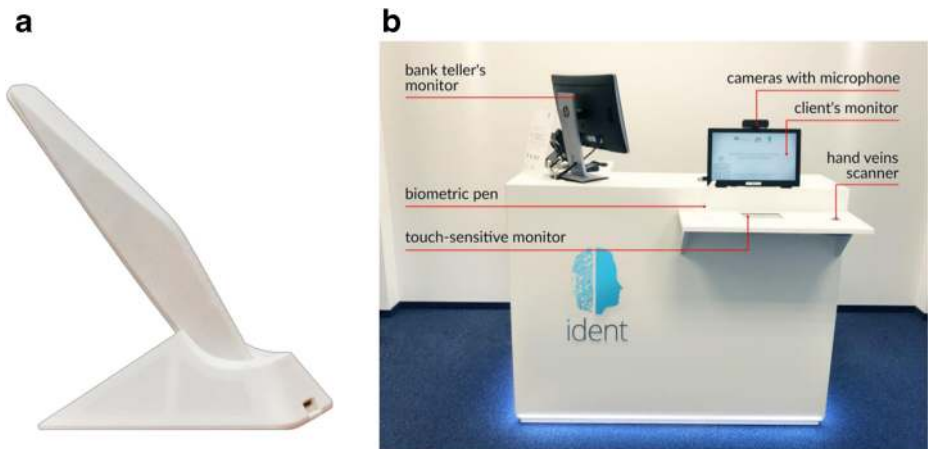 a
b
bank teller's
monitor
cameras with microphone
client's monitor
hand veins
scanner
biometric pen
touch-sensitive monitor
ident